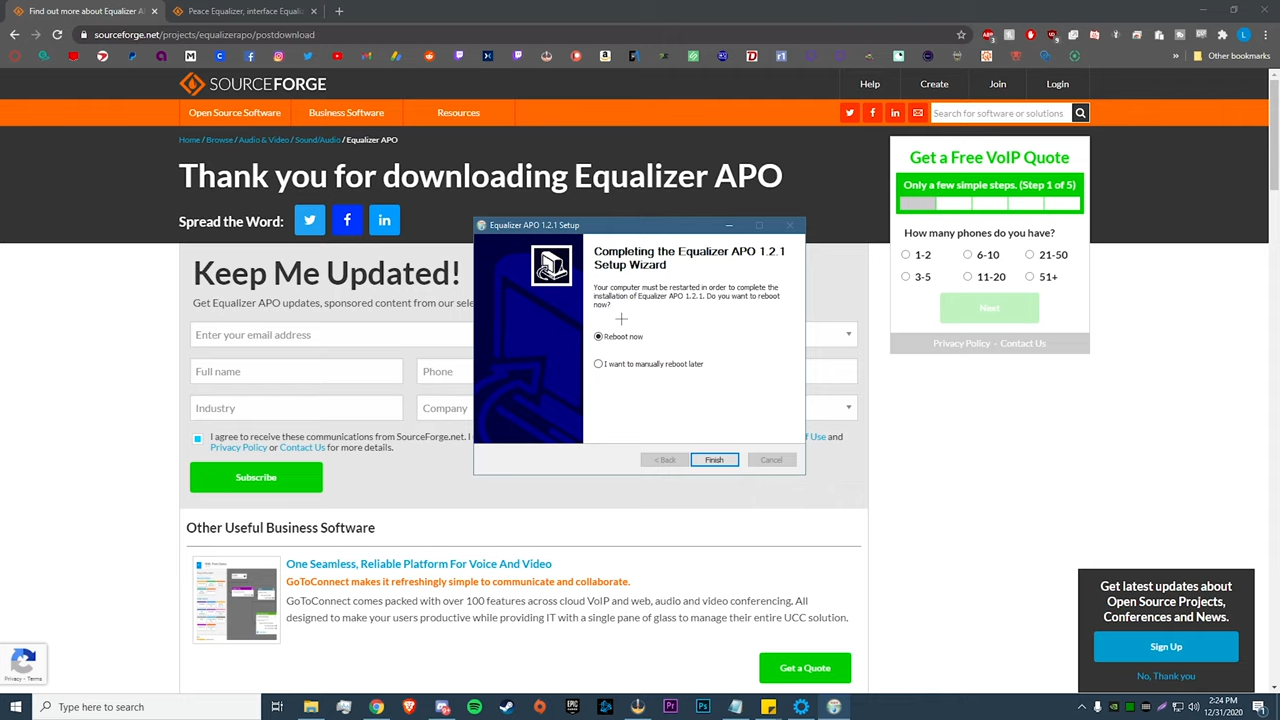 Find out more about Equalizer Al
Peace Equalizer, interface Equaliz
sourceforge.net/projects/equalizerapo/postdownload
Other bookmarks
SOURCEFORGE
Help
Create
Join
Login
Open Source Software
Business Software
Resources
Search for software or solutions
Home / Browse / Audio & Video / Sound/Audio / Equalizer APO
Thank you for downloading Equalizer APO
Spread the Word:
Get a Free VoIP Quote
Only a few simple steps. (Step 1 of 5)
How many phones do you have?
1-2
6-10
21-50
3-5
11-20
51+
Next
Privacy Policy - Contact Us
Equalizer APO 1.2.1 Setup
Completing the Equalizer APO 1.2.1
Setup Wizard
Your computer must be restarted in order to complete the
installation of Equalizer APO 1.2.1. Do you want to reboot
now?
Reboot now
I want to manually reboot later
< Back
Finish
Cancel
Keep Me Updated!
Get Equalizer APO updates, sponsored content from our sele
Enter your email address
Full name
Phone
Industry
Company
I agree to receive these communications from SourceForge.net. I
of Use and
Privacy Policy or Contact Us for more details.
Subscribe
Other Useful Business Software
One Seamless, Reliable Platform For Voice And Video
GoToConnect makes it refreshingly simple to communicate and collaborate.
GoToConnect comes packed with over 100 features across cloud VoIP and web, audio and video conferencing. All
designed to make your users productive while providing IT with a single pane of glass to manage their entire UCC solution.
Get a Quote
Get latest updates about
Open Source Projects,
Conferences and News.
Sign Up
No, Thank you
Privacy - Terms
Type here to search
2:24 PM
12/31/2020